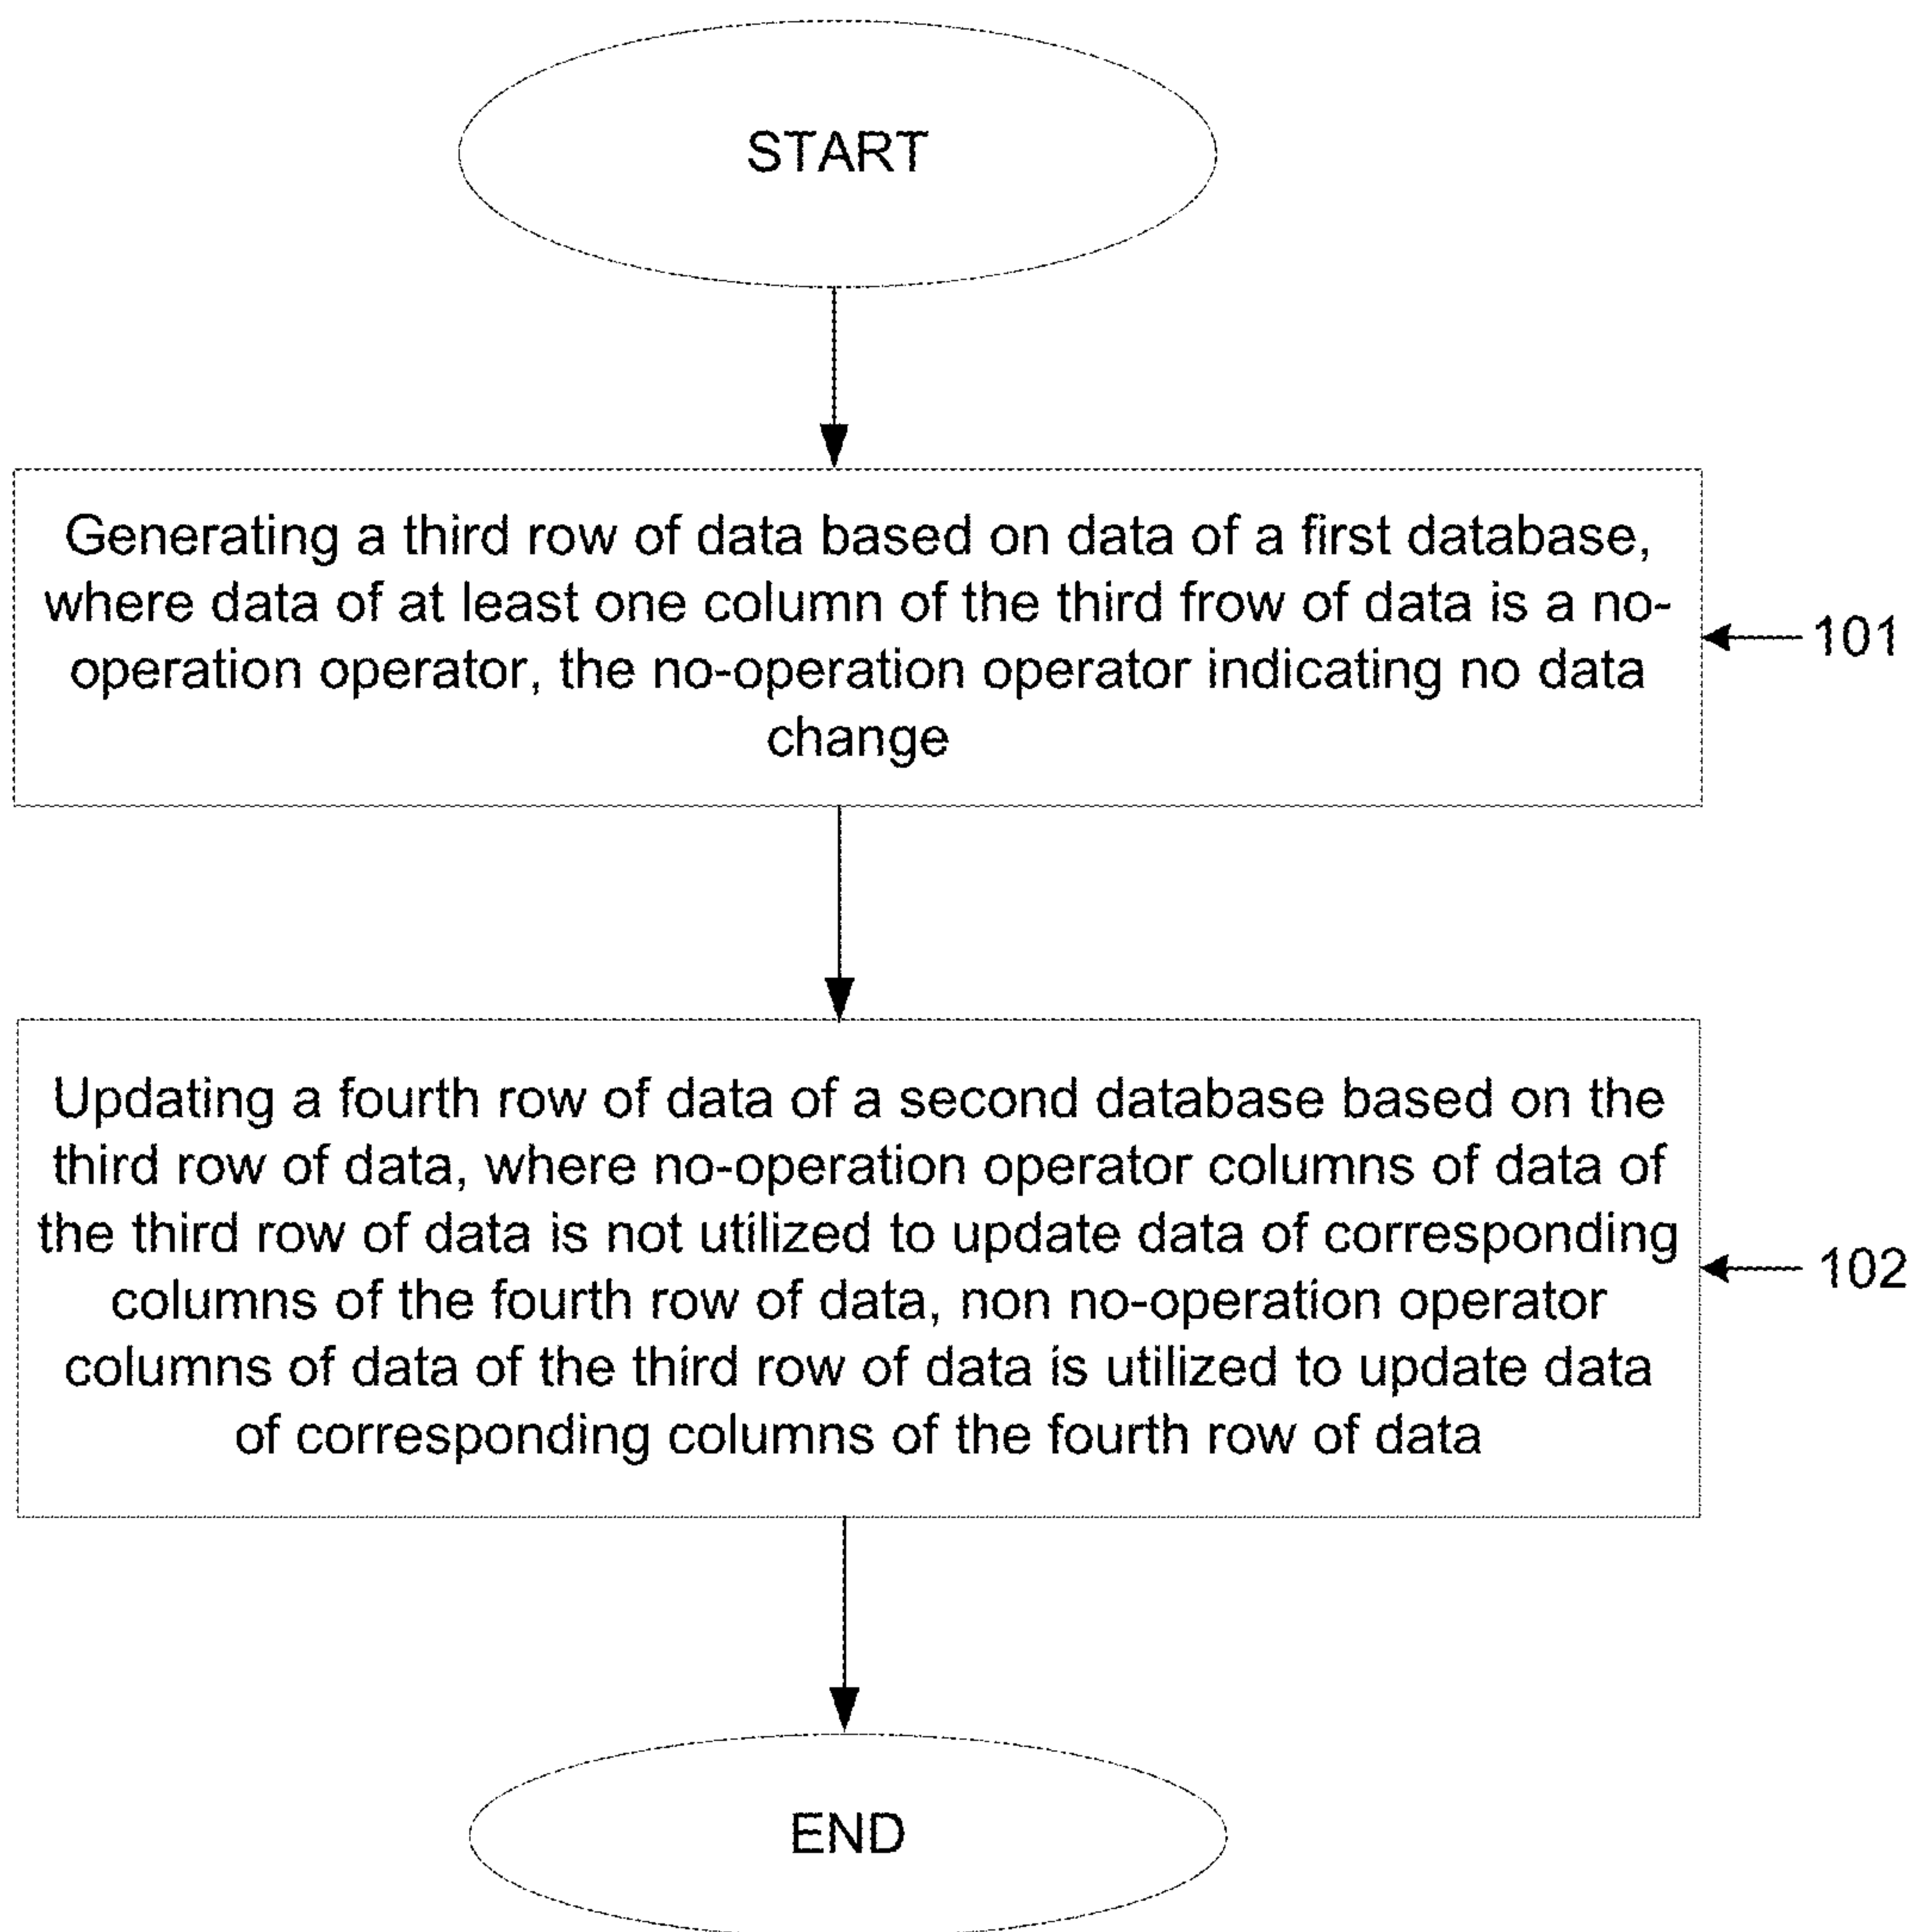 START
Generating a third row of data based on data of a first database,
where data of at least one column of the third frow of data is a no-
operation operator, the no-operation operator indicating no data
change
101
Updating a fourth row of data of a second database based on the
third row of data, where no-operation operator columns of data of
the third row of data is not utilized to update data of corresponding
columns of the fourth row of data, non no-operation operator
columns of data of the third row of data is utilized to update data
of corresponding columns of the fourth row of data
102
END